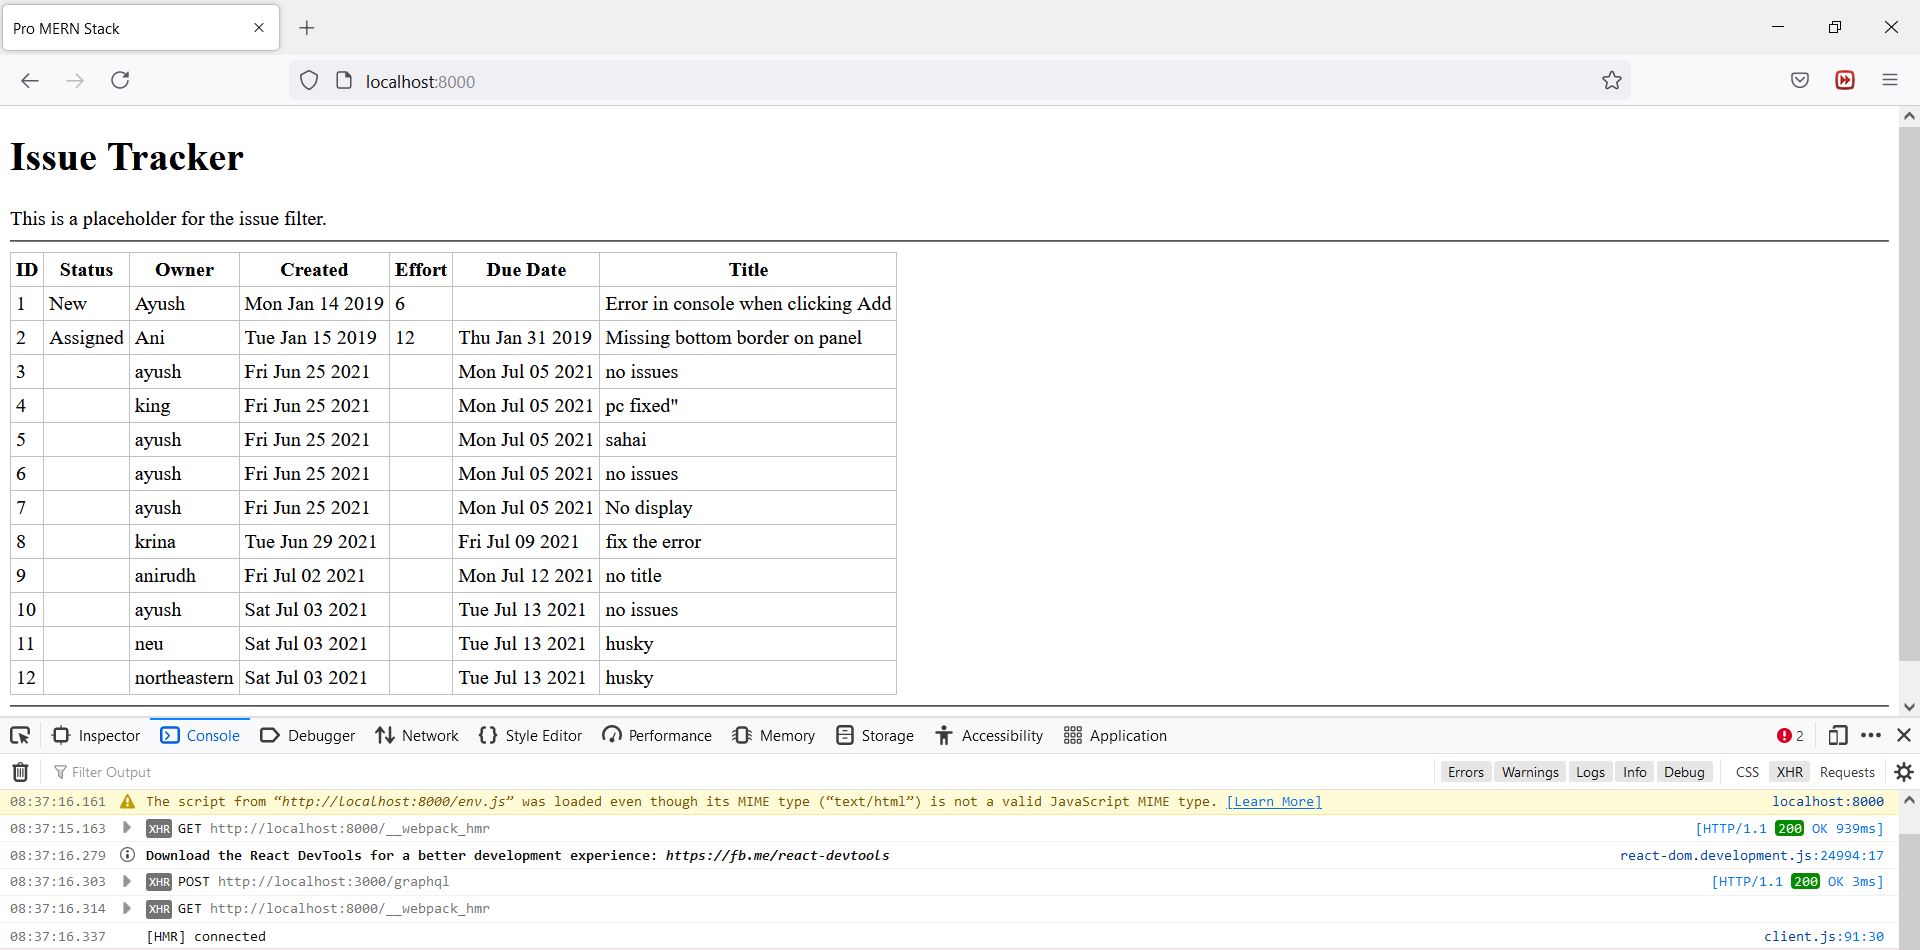 Pro MERN Stack
localhost:8000
Issue Tracker
This is a placeholder for the issue filter.
ID Status Owner Created Effort Due Date Title
1 New Ayush Mon Jan 14 2019 6 Error in console when clicking Add
2 Assigned Ani Tue Jan 15 2019 12 Thu Jan 31 2019 Missing bottom border on panel
3 ayush Fri Jun 25 2021 Mon Jul 05 2021 no issues
4 king Fri Jun 25 2021 Mon Jul 05 2021 pc fixed"
5 ayush Fri Jun 25 2021 Mon Jul 05 2021 sahai
6 ayush Fri Jun 25 2021 Mon Jul 05 2021 no issues
7 ayush Fri Jun 25 2021 Mon Jul 05 2021 No display
8 krina Tue Jun 29 2021 Fri Jul 09 2021 fix the error
9 anirudh Fri Jul 02 2021 Mon Jul 12 2021 no title
10 ayush Sat Jul 03 2021 Tue Jul 13 2021 no issues
11 neu Sat Jul 03 2021 Tue Jul 13 2021 husky
12 northeastern Sat Jul 03 2021 Tue Jul 13 2021 husky
Inspector Console Debugger Network Style Editor Performance Memory Storage Accessibility Application 2
Filter Output Errors Warnings Logs Info Debug CSS XHR Requests
08:37:16.161 The script from “http://localhost:8000/env.js” was loaded even though its MIME type (“text/html”) is not a valid JavaScript MIME type. [Learn More] localhost:8000
08:37:15.163 XHR GET http://localhost:8000/__webpack_hmr [HTTP/1.1 200 OK 939ms]
08:37:16.279 Download the React DevTools for a better development experience: https://fb.me/react-devtools react-dom.development.js:24994:17
08:37:16.303 XHR POST http://localhost:3000/graphql [HTTP/1.1 200 OK 3ms]
08:37:16.314 XHR GET http://localhost:8000/__webpack_hmr
08:37:16.337 [HMR] connected client.js:91:30